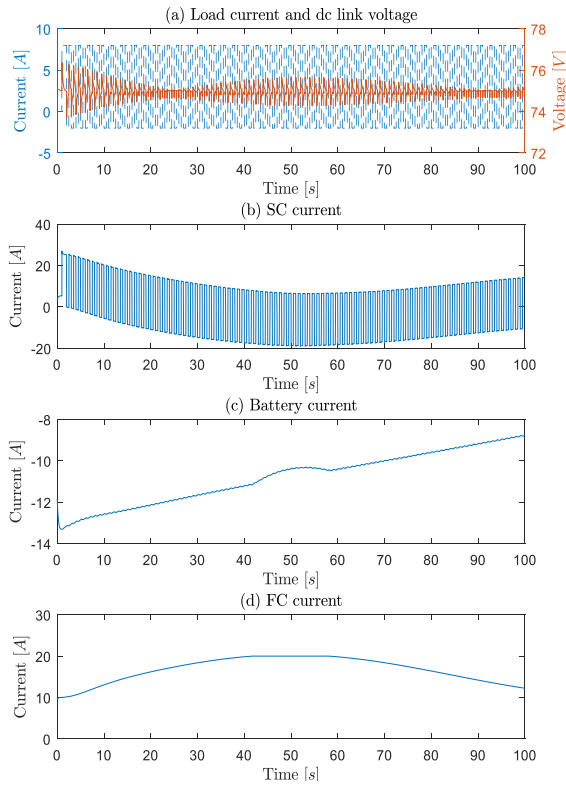 (a) Load current and dc link voltage
10
5
0
-5
Current [A]
78
76
74
72
Voltage [V]
0 10 20 30 40 50 60 70 80 90 100
Time [s]
(b) SC current
40
20
0
-20
Current [A]
0 10 20 30 40 50 60 70 80 90 100
Time [s]
(c) Battery current
-8
-10
-12
-14
Current [A]
0 10 20 30 40 50 60 70 80 90 100
Time [s]
(d) FC current
30
20
10
0
Current [A]
0 10 20 30 40 50 60 70 80 90 100
Time [s]